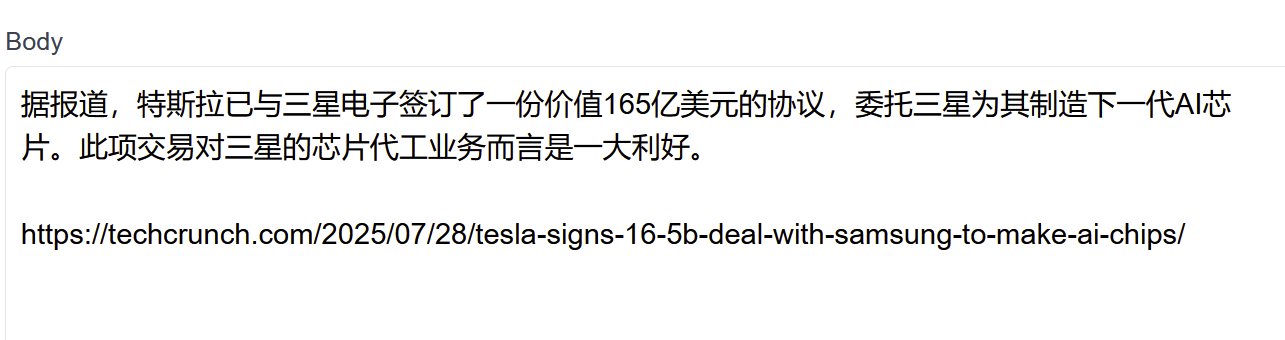 Body
据报道，特斯拉已与三星电子签订了一份价值165亿美元的协议，委托三星为其制造下一代AI芯
片。此项交易对三星的芯片代工业务而言是一大利好。
https://techcrunch.com/2025/07/28/tesla-signs-16-5b-deal-with-samsung-to-make-ai-chips/